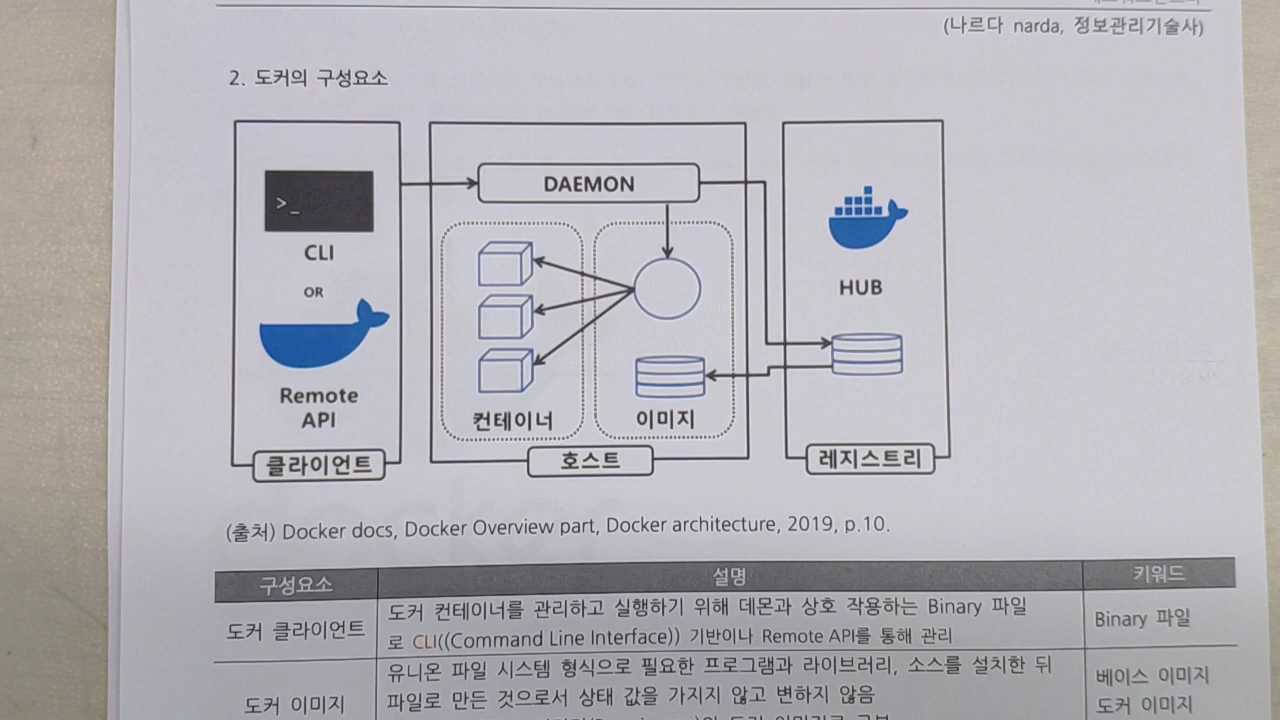 (나르다 narda, 정보관리기술사)
2. 도커의 구성요소
DAEMON
>_
CLI
OR
Remote
API
클라이언트
컨테이너
이미지
호스트
HUB
레지스트리
(출처) Docker docs, Docker Overview part, Docker architecture, 2019, p.10.
구성요소 설명 키워드
도커 클라이언트
도커 컨테이너를 관리하고 실행하기 위해 데몬과 상호 작용하는 Binary 파일
로 CLI((Command Line Interface)) 기반이나 Remote API를 통해 관리
Binary 파일
도커 이미지
유니온 파일 시스템 형식으로 필요한 프로그램과 라이브러리, 소스를 설치한 뒤
파일로 만든 것으로서 상태 값을 가지지 않고 변하지 않음
베이스 이미지
도커 이미지